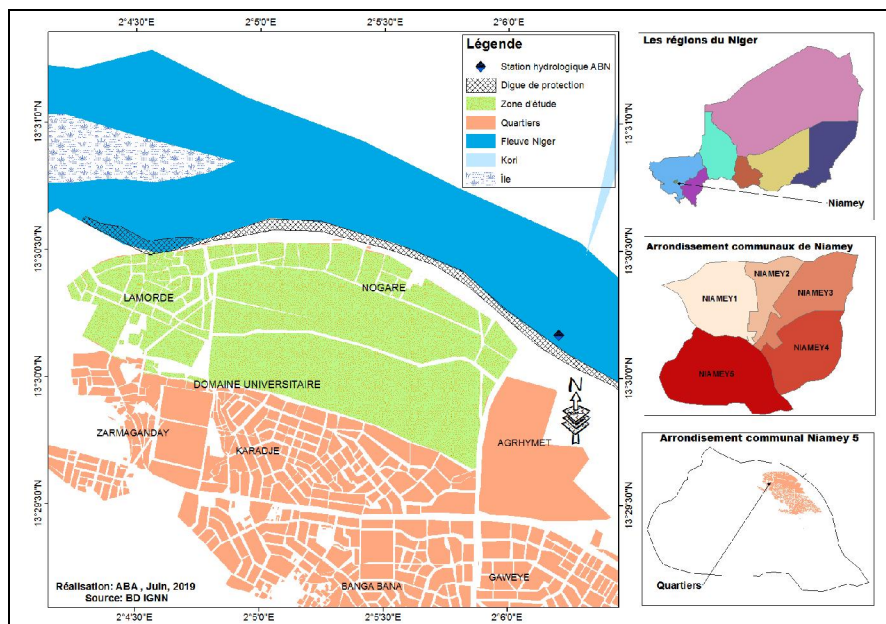 2°4'30"E 2°5'0"E 2°5'30"E 2°6'0"E
13°31'0"N
13°30'30"N
13°30'0"N
13°29'30"N
Légende
Station hydrologique ABN
Digue de protection
Zone d'étude
Quartiers
Fleuve Niger
Kori
île
LAMORDE
NOGARE
DOMAINE UNIVERSITAIRE
ZARMAGANDAY
KARADJE
AGRHYMET
BANGA BANA
GAWEYE
N
Réalisation: ABA , Juin, 2019
Source: BD IGNN
13°31'0"N
13°30'30"N
13°30'0"N
13°29'30"N
2°4'30"E 2°5'0"E 2°5'30"E 2°6'0"E
Les régions du Niger
Niamey
Arrondissement communaux de Niamey
NIAMEY1
NIAMEY2
NIAMEY3
NIAMEY4
NIAMEY5
Arrondisement communal Niamey 5
Quartiers